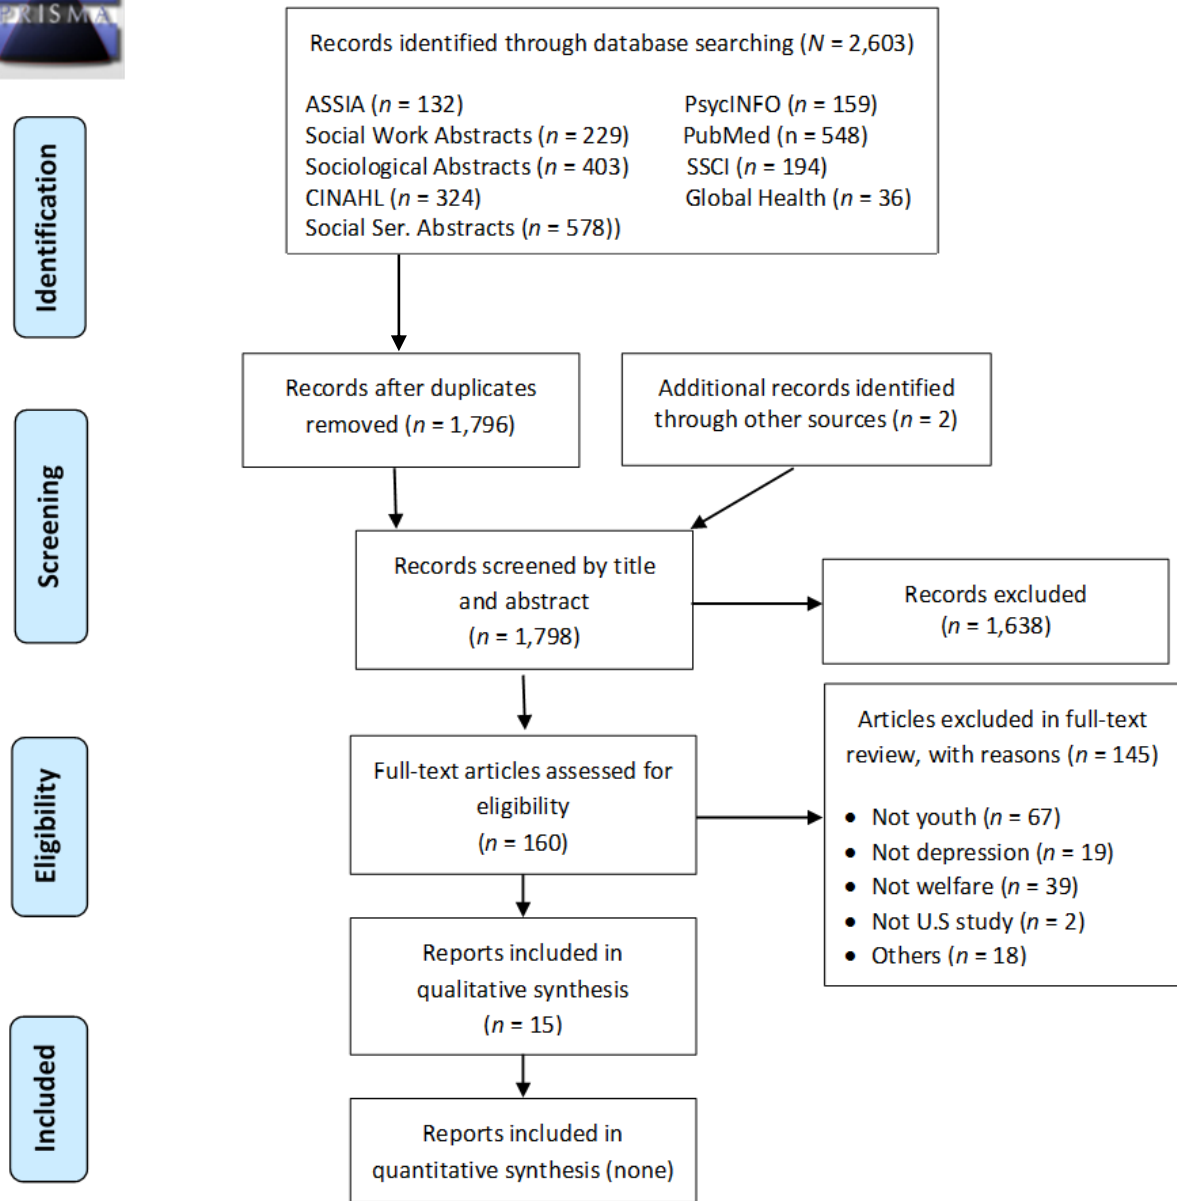 PRISMA
Records identified through database searching (N = 2,603)
ASSIA (n = 132)
Social Work Abstracts (n = 229)
Sociological Abstracts (n = 403)
CINAHL (n = 324)
Social Ser. Abstracts (n = 578))
PsycINFO (n = 159)
PubMed (n = 548)
SSCI (n = 194)
Global Health (n = 36)
Identification
Records after duplicates
removed (n = 1,796)
Additional records identified
through other sources (n = 2)
Screening
Records screened by title
and abstract
(n = 1,798)
Records excluded
(n = 1,638)
Eligibility
Full-text articles assessed for
eligibility
(n = 160)
Articles excluded in full-text
review, with reasons (n = 145)
• Not youth (n = 67)
• Not depression (n = 19)
• Not welfare (n = 39)
• Not U.S study (n = 2)
• Others (n = 18)
Reports included in
qualitative synthesis
(n = 15)
Included
Reports included in
quantitative synthesis (none)